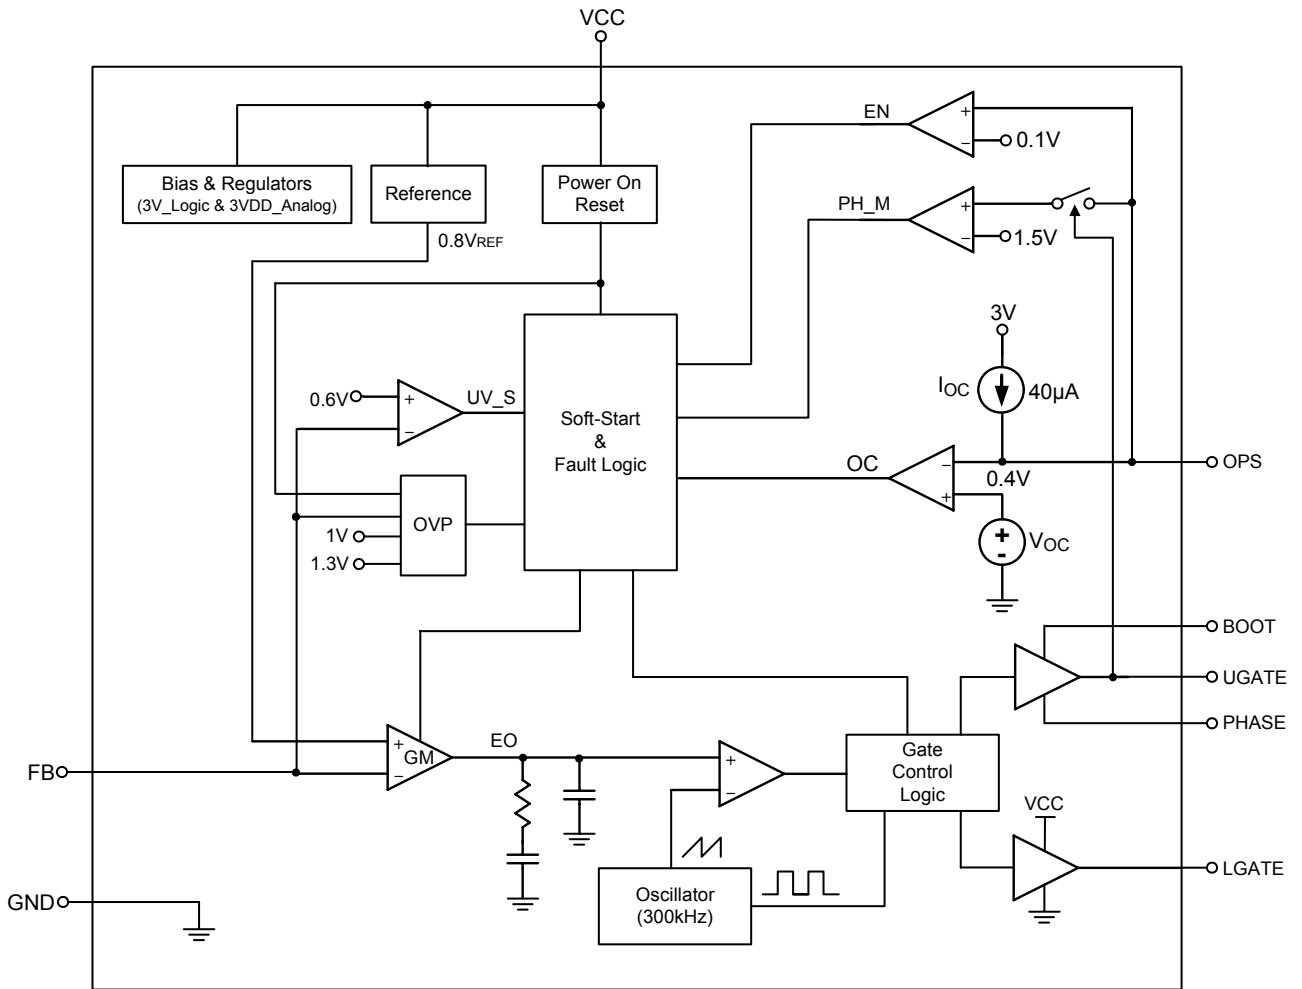 VCC
EN
+
−
0.1V
Bias & Regulators
(3V_Logic & 3VDD_Analog)
Reference
Power On
Reset
PH_M
+
−
1.5V
0.8VREF
3V
IOC
40µA
0.6V
+
−
UV_S
Soft-Start
&
Fault Logic
OC
−
+
0.4V
OPS
OVP
1V
1.3V
+
-
VOC
BOOT
UGATE
PHASE
+
−
GM
EO
+
−
Gate
Control
Logic
FB
VCC
LGATE
Oscillator
(300kHz)
GND